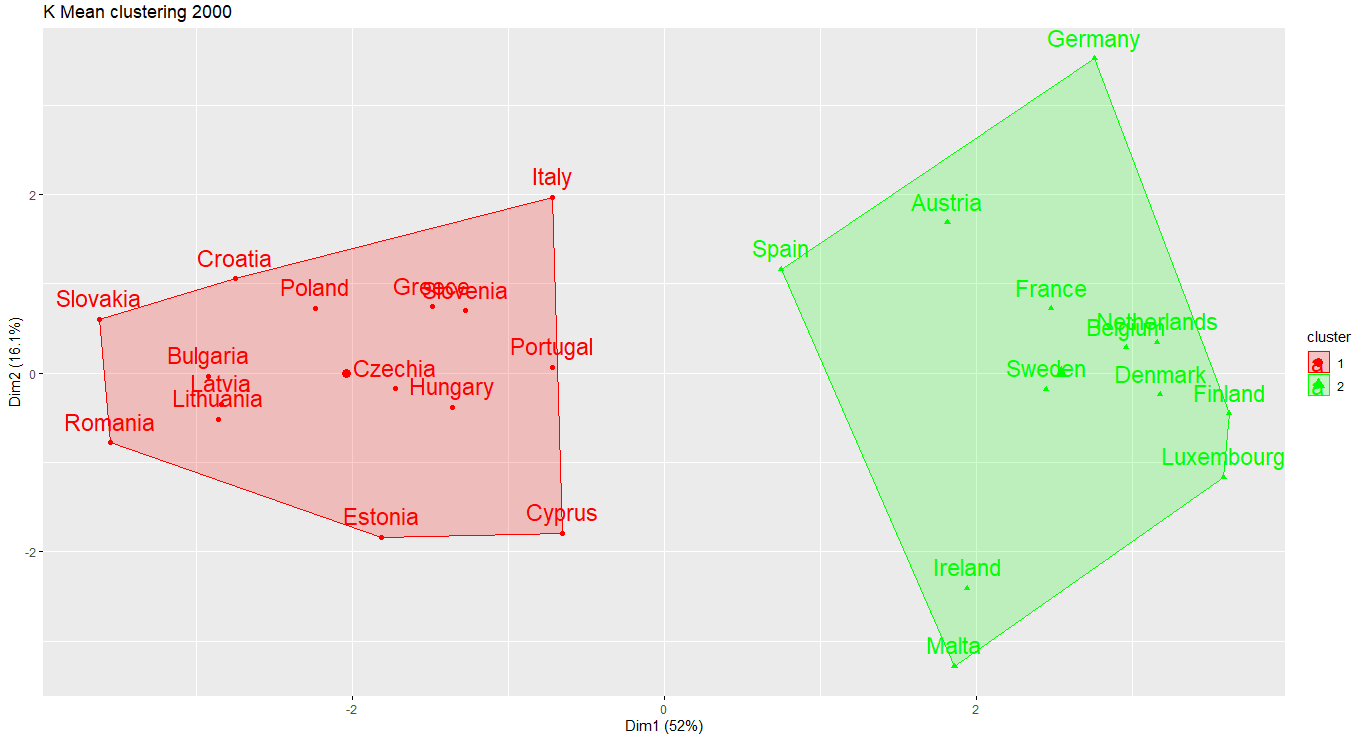 K Mean clustering 2000
Germany
Italy
Austria
Spain
Croatia
Poland
Greece
Slovenia
France
Slovakia
Netherlands
Belgium
Bulgaria
Portugal
Czechia
Sweden
Denmark
Latvia
Hungary
Lithuania
Finland
Romania
Luxembourg
Estonia
Cyprus
Ireland
Malta
2
0
-2
Dim2 (16.1%)
-2
0
2
Dim1 (52%)
cluster
a 1
a 2